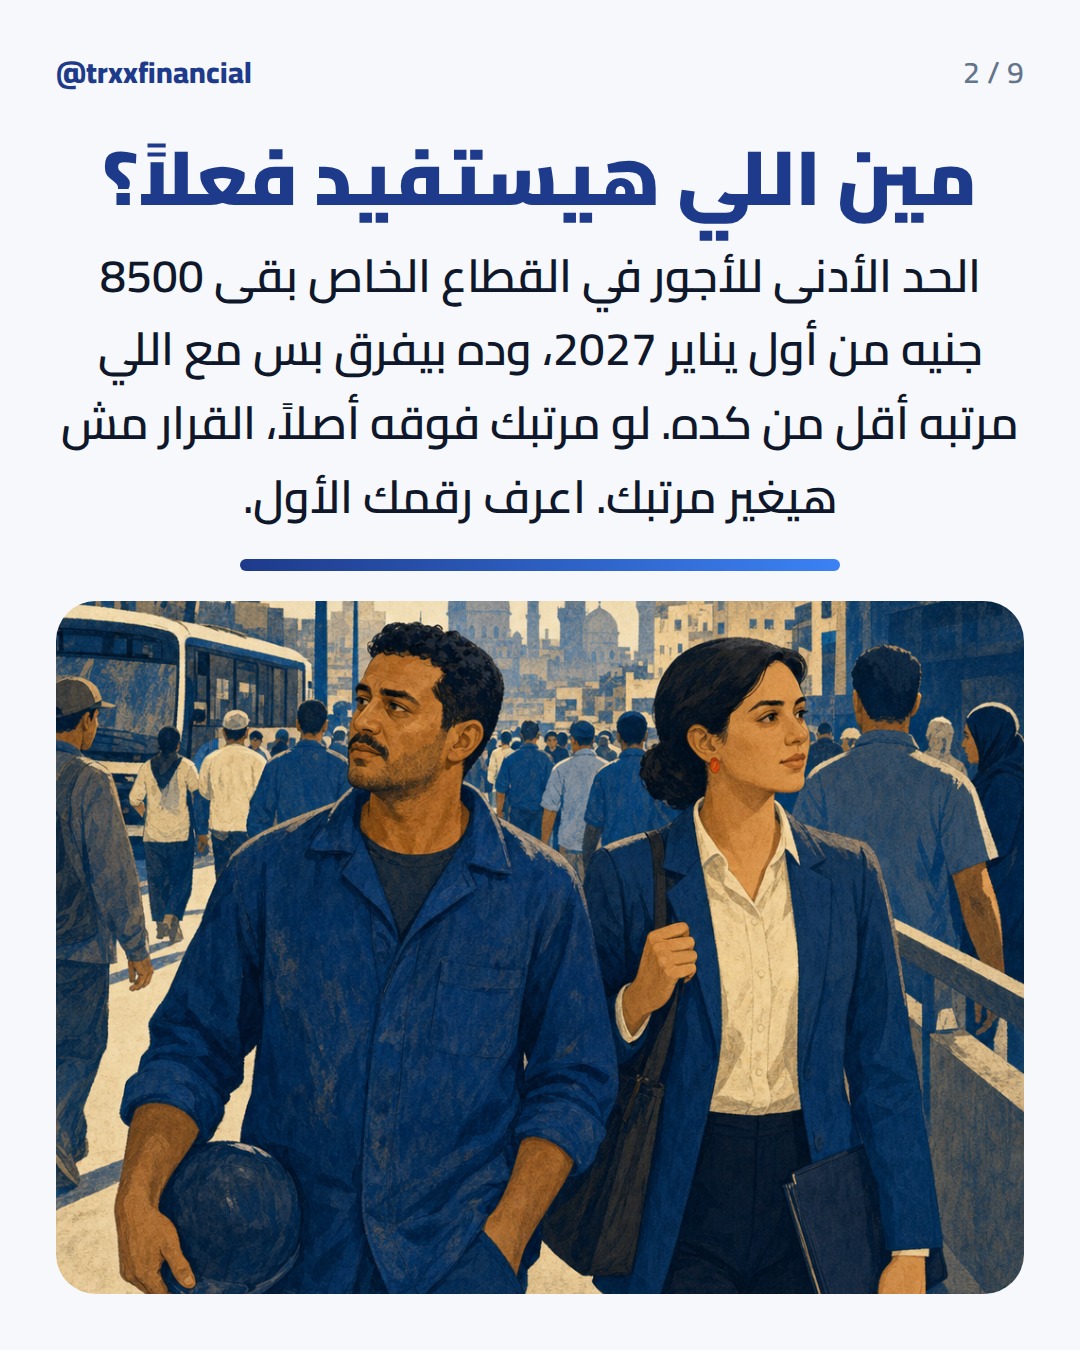 @trxxfinancial
2 / 9
مين اللي هيستفيد فعلاً؟
الحد الأدنى للأجور في القطاع الخاص بقى 8500
جنيه من أول يناير 2027، وده بيفرق بس مع اللي
مرتبه أقل من كده. لو مرتبك فوقه أصلاً، القرار مش
هيغير مرتبك. اعرف رقمك الأول.